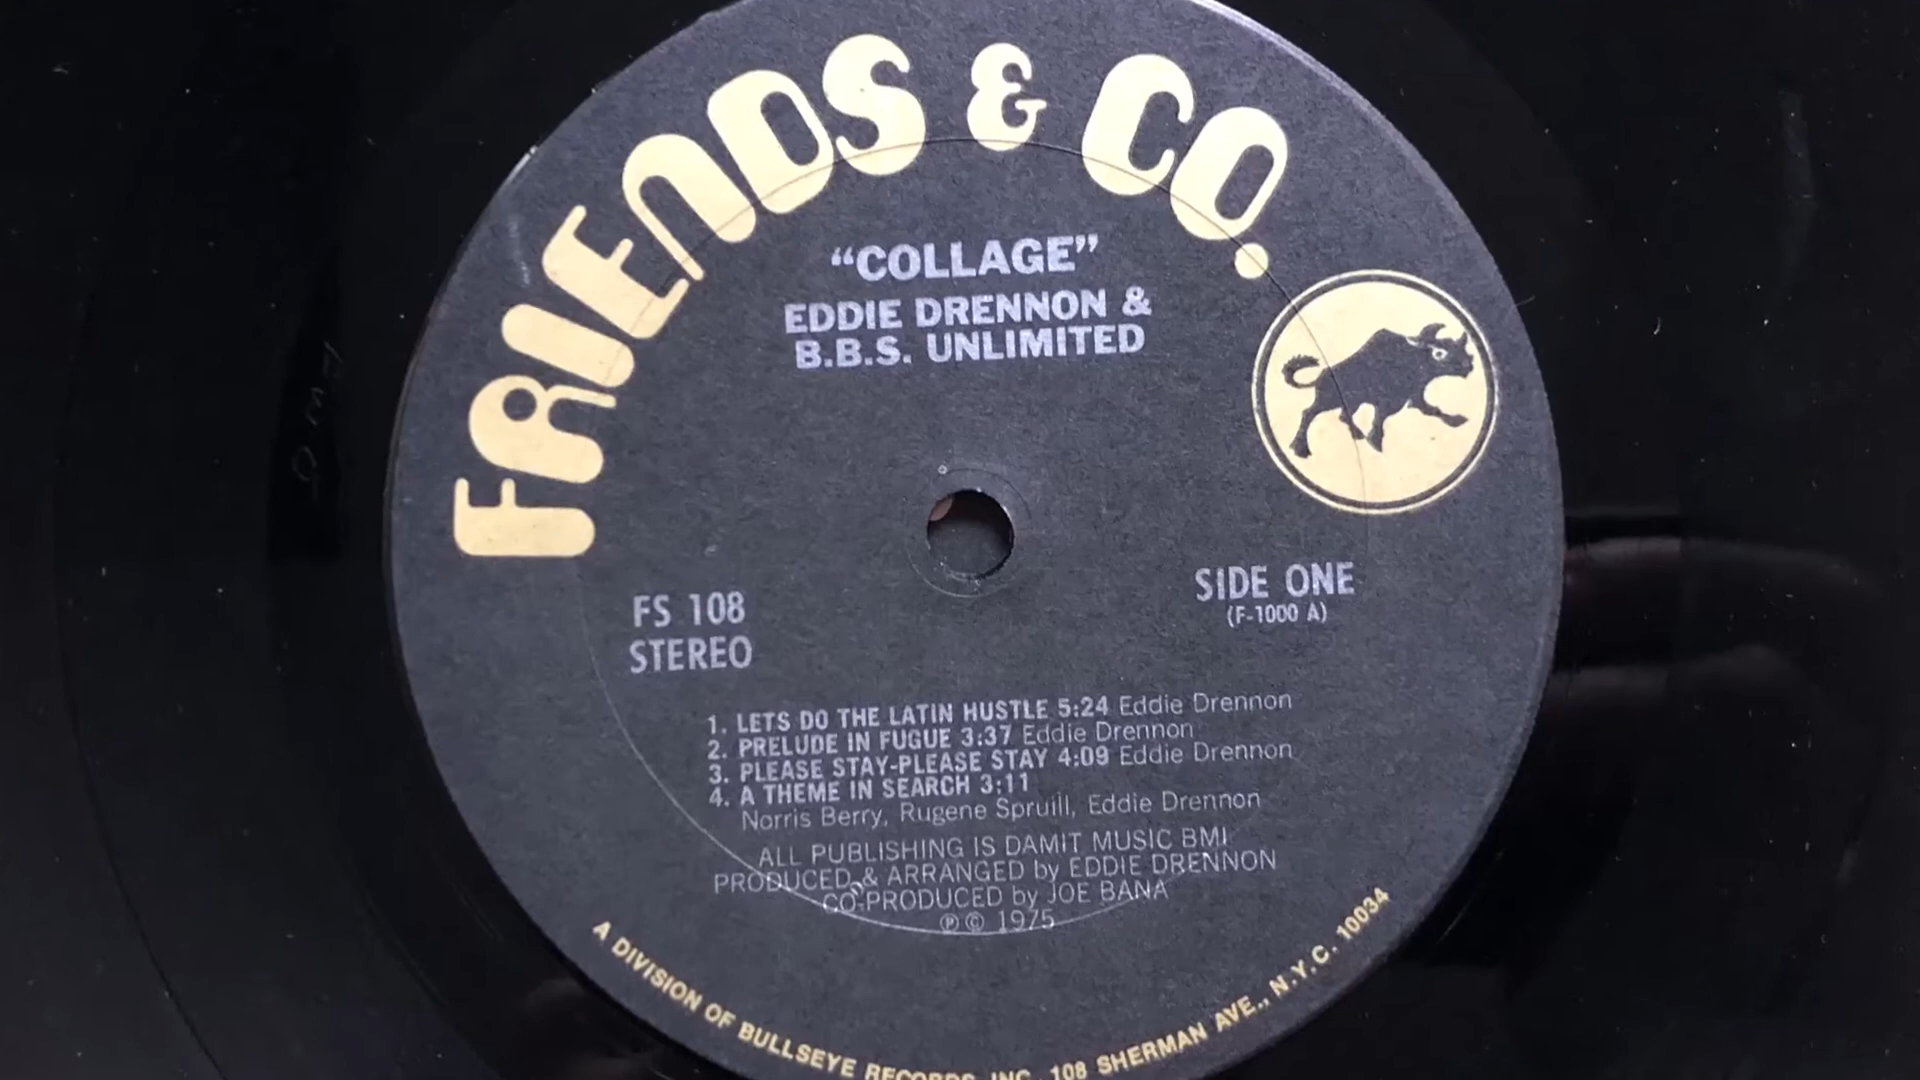 FRIENDS & CO.
“COLLAGE”
EDDIE DRENNON &
B.B.S. UNLIMITED
FS 108
STEREO
SIDE ONE
(F-1000 A)
1. LETS DO THE LATIN HUSTLE 5:24 Eddie Drennon
2. PRELUDE IN FUGUE 3:37 Eddie Drennon
3. PLEASE STAY-PLEASE STAY 4:09 Eddie Drennon
4. A THEME IN SEARCH 3:11
Norris Berry, Rugene Spruill, Eddie Drennon
ALL PUBLISHING IS DAMIT MUSIC BMI
PRODUCED & ARRANGED by EDDIE DRENNON
CO-PRODUCED by JOE BANA
℗ © 1975
A DIVISION OF BULLSEYE RECORDS, INC., 108 SHERMAN AVE., N.Y.C. 10034